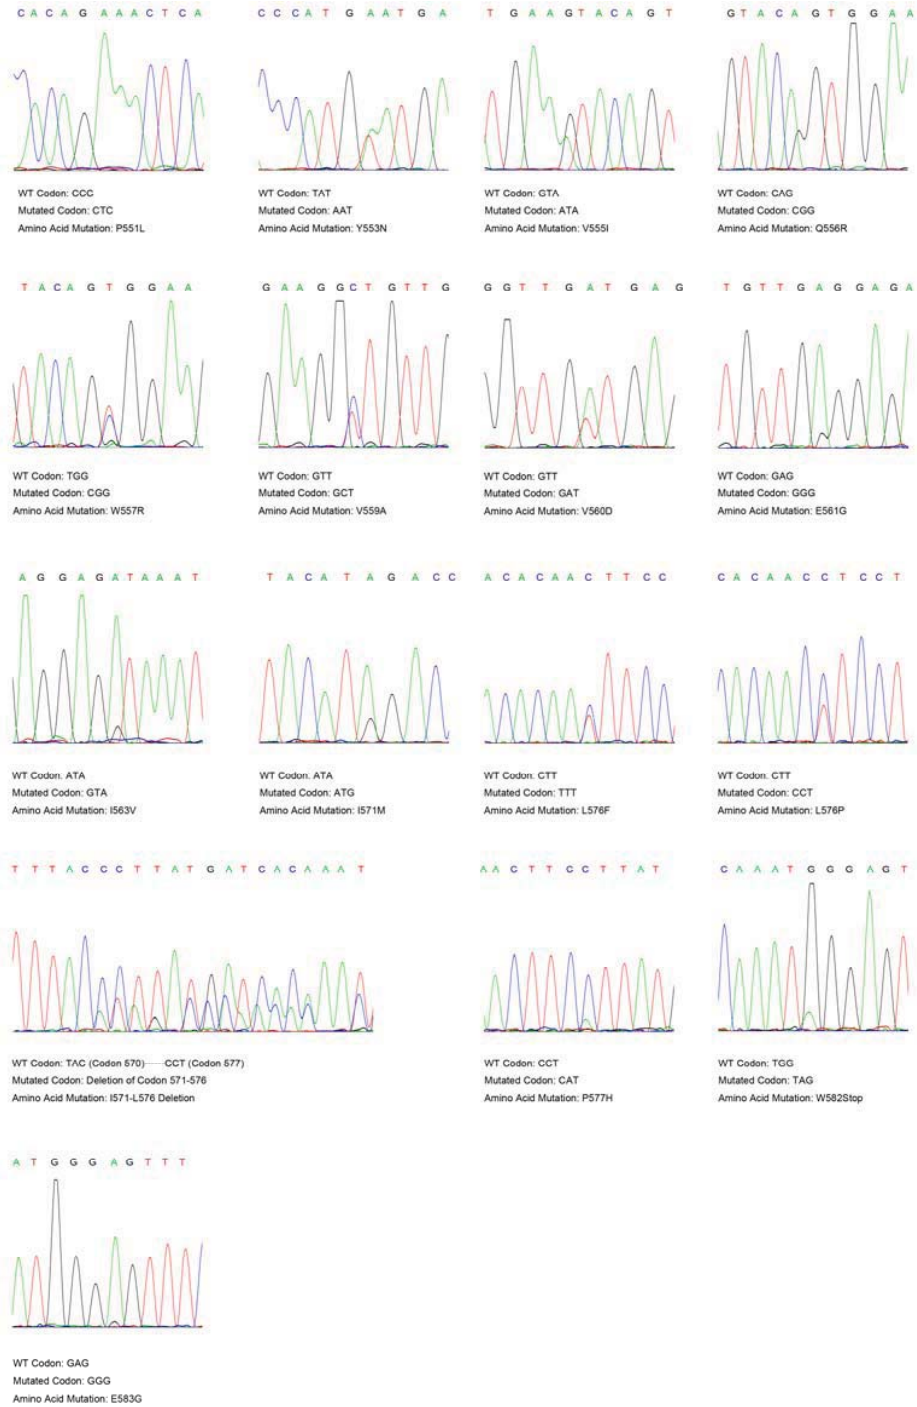 C A C A G A A A C T C A
WT Codon: CCC
Mutated Codon: CTC
Amino Acid Mutation: P551L
C C C A T G A A T G A
WT Codon: TAT
Mutated Codon: AAT
Amino Acid Mutation: Y553N
T G A A G T A C A G T
WT Codon: GTA
Mutated Codon: ATA
Amino Acid Mutation: V555I
G T A C A G T G G A A
WT Codon: CAG
Mutated Codon: CGG
Amino Acid Mutation: Q556R
T A C A G T G G A A
WT Codon: TGG
Mutated Codon: CGG
Amino Acid Mutation: W557R
G A A G G C T G T T G
WT Codon: GTT
Mutated Codon: GCT
Amino Acid Mutation: V559A
G G T T G A T G A G
WT Codon: GTT
Mutated Codon: GAT
Amino Acid Mutation: V560D
T G T T G A G G A G A
WT Codon: GAG
Mutated Codon: GGG
Amino Acid Mutation: E561G
A G G A G A T A A A T
WT Codon. ATA
Mutated Codon: GTA
Amino Acid Mutation: I563V
T A C A T A G A C C
WT Codon. ATA
Mutated Codon: ATG
Amino Acid Mutation: I571M
A C A C A A C T T C C
WT Codon. CTT
Mutated Codon: TTT
Amino Acid Mutation: L576F
C A C A A C C T C C T
WT Codon: CTT
Mutated Codon: CCT
Amino Acid Mutation: L576P
T T T A C C C T T A T G A T C A C A A A T
WT Codon: TAC (Codon 570)-----CCT (Codon 577)
Mutated Codon: Deletion of Codon 571-576
Amino Acid Mutation: I571-L576 Deletion
A A C T T C C T T A T
WT Codon: CCT
Mutated Codon: CAT
Amino Acid Mutation: P577H
C A A A T G G G A G T
WT Codon: TGG
Mutated Codon: TAG
Amino Acid Mutation: W582Stop
A T G G G A G T T T
WT Codon: GAG
Mutated Codon: GGG
Amino Acid Mutation: E583G